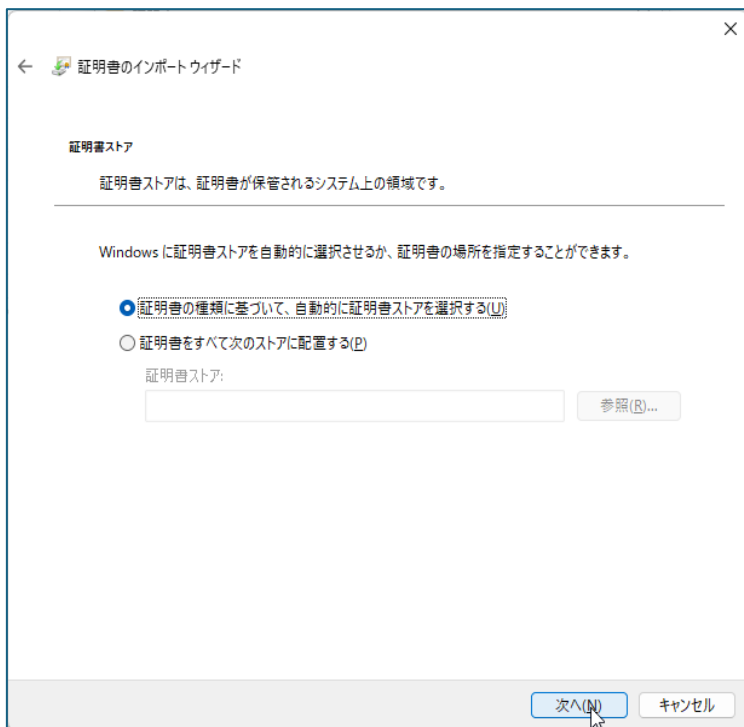 証明書のインポート ウィザード
証明書ストア
証明書ストアは、証明書が保管されるシステム上の領域です。
Windows に証明書ストアを自動的に選択させるか、証明書の場所を指定することができます。
証明書の種類に基づいて、自動的に証明書ストアを選択する(U)
証明書をすべて次のストアに配置する(P)
証明書ストア:
参照(R)...
次へ(N) キャンセル